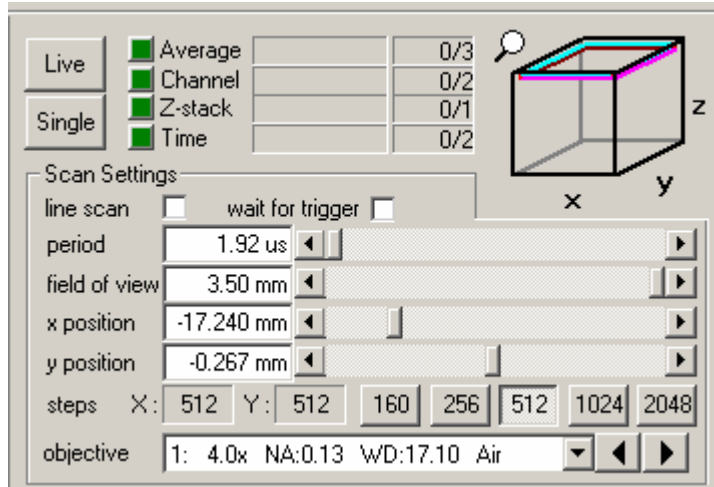 Live
Single
Average 0/3
Channel 0/2
Z-stack 0/1
Time 0/2
z
y
x
Scan Settings
line scan wait for trigger
period 1.92 us
field of view 3.50 mm
x position -17.240 mm
y position -0.267 mm
steps X: 512 Y: 512 160 256 512 1024 2048
objective 1: 4.0x NA:0.13 WD:17.10 Air